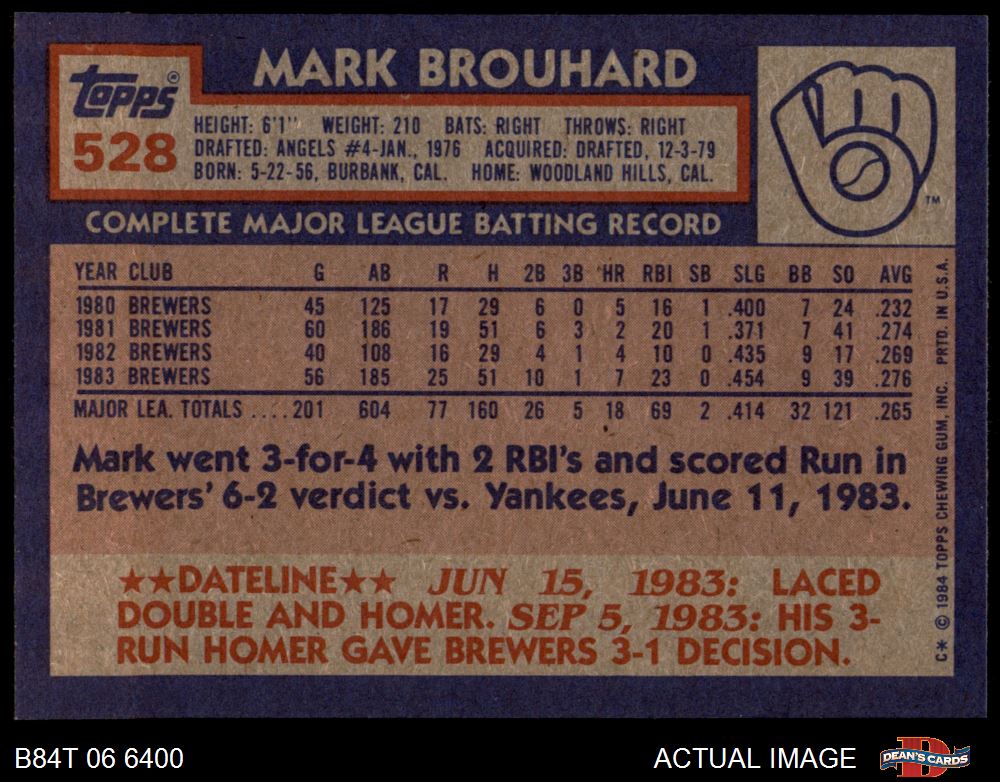 Topps®
528
MARK BROUHARD
HEIGHT: 6'1" WEIGHT: 210 BATS: RIGHT THROWS: RIGHT
DRAFTED: ANGELS #4-JAN., 1976 ACQUIRED: DRAFTED, 12-3-79
BORN: 5-22-56, BURBANK, CAL. HOME: WOODLAND HILLS, CAL.
TM
COMPLETE MAJOR LEAGUE BATTING RECORD
YEAR CLUB G AB R H 2B 3B HR RBI SB SLG BB SO AVG
1980 BREWERS 45 125 17 29 6 0 5 16 1 .400 7 24 .232
1981 BREWERS 60 186 19 51 6 3 2 20 1 .371 7 41 .274
1982 BREWERS 40 108 16 29 4 1 4 10 0 .435 9 17 .269
1983 BREWERS 56 185 25 51 10 1 7 23 0 .454 9 39 .276
MAJOR LEA. TOTALS ....201 604 77 160 26 5 18 69 2 .414 32 121 .265
Mark went 3-for-4 with 2 RBI's and scored Run in
Brewers' 6-2 verdict vs. Yankees, June 11, 1983.
★★DATELINE★★ JUN 15, 1983: LACED
DOUBLE AND HOMER. SEP 5, 1983: HIS 3-
RUN HOMER GAVE BREWERS 3-1 DECISION.
C* © 1984 TOPPS CHEWING GUM, INC. PRTD. IN U.S.A.
B84T 06 6400
ACTUAL IMAGE
DEAN'S CARDS